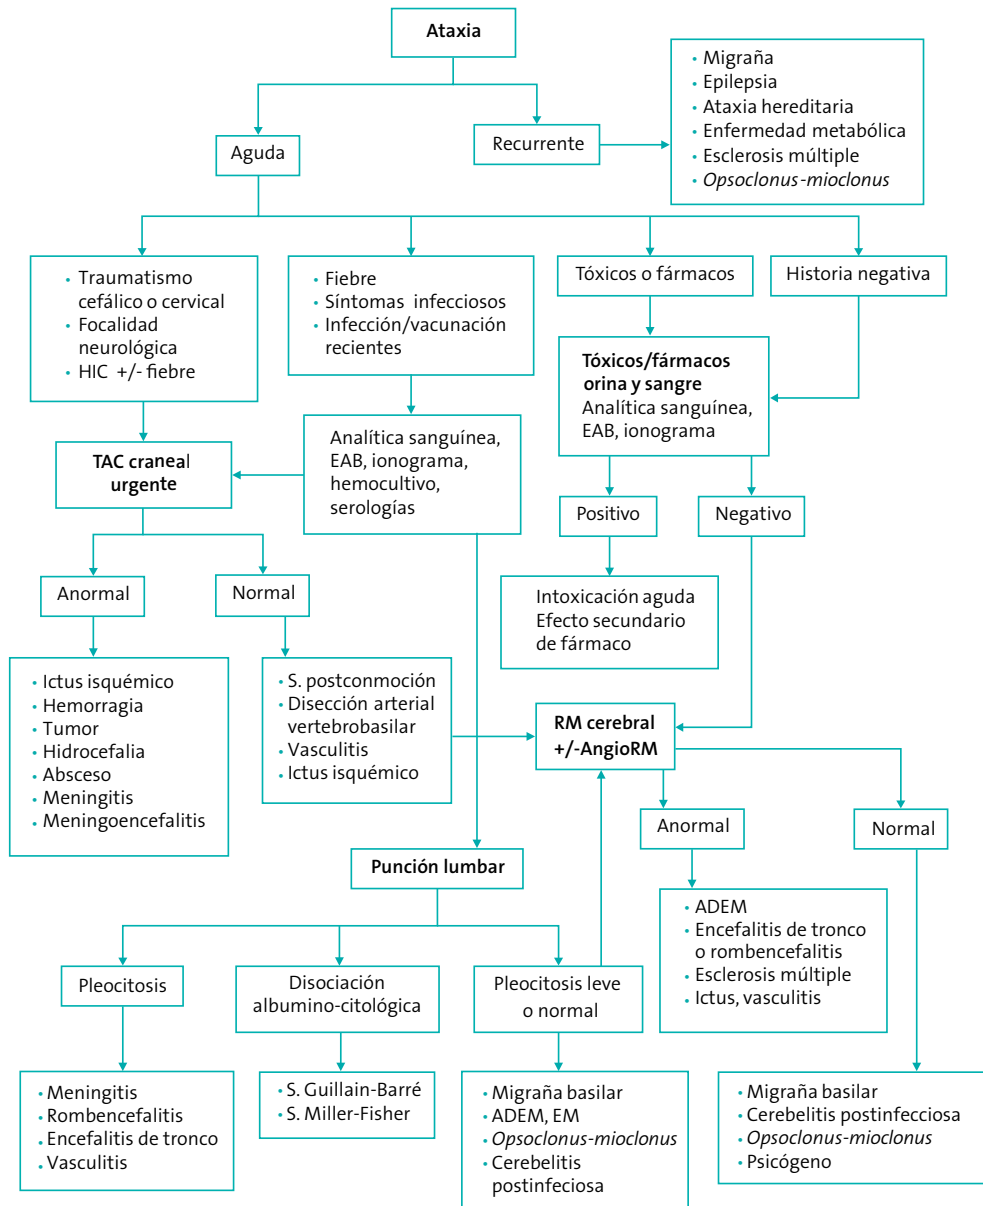 Ataxia
• Migraña
• Epilepsia
• Ataxia hereditaria
• Enfermedad metabólica
• Esclerosis múltiple
• Opsoclonus-mioclonus
Recurrente
Aguda
• Traumatismo
cefálico o cervical
• Focalidad
neurológica
• HIC +/- fiebre
• Fiebre
• Síntomas infecciosos
• Infección/vacunación
recientes
Tóxicos o fármacos
Historia negativa
Tóxicos/fármacos
orina y sangre
Analítica sanguínea,
EAB, ionograma
TAC craneal
urgente
Analítica sanguínea,
EAB, ionograma,
hemocultivo,
serologías
Positivo
Negativo
Anormal
Normal
Intoxicación aguda
Efecto secundario
de fármaco
• Ictus isquémico
• Hemorragia
• Tumor
• Hidrocefalia
• Absceso
• Meningitis
• Meningoencefalitis
• S. postconmoción
• Disección arterial
vertebrobasilar
• Vasculitis
• Ictus isquémico
RM cerebral
+/-AngioRM
Anormal
Normal
Punción lumbar
• ADEM
• Encefalitis de tronco
o rombencefalitis
• Esclerosis múltiple
• Ictus, vasculitis
Pleocitosis
Disociación
albumino-citológica
Pleocitosis leve
o normal
• Meningitis
• Rombencefalitis
• Encefalitis de tronco
• Vasculitis
• S. Guillain-Barré
• S. Miller-Fisher
• Migraña basilar
• ADEM, EM
• Opsoclonus-mioclonus
• Cerebelitis
postinfeciosa
• Migraña basilar
• Cerebelitis postinfecciosa
• Opsoclonus-mioclonus
• Psicógeno